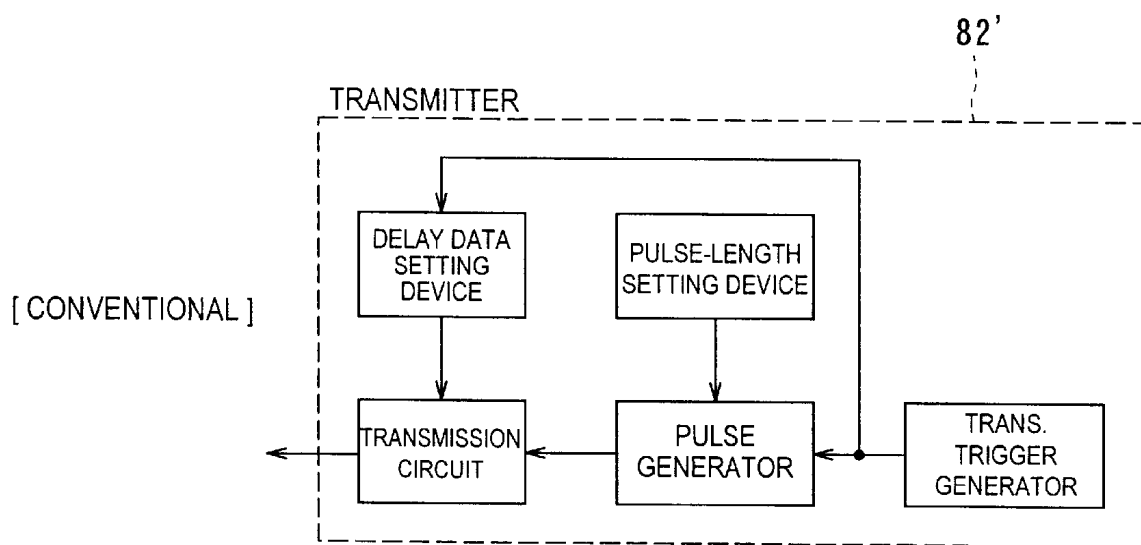 82'
TRANSMITTER
DELAY DATA
SETTING
DEVICE
PULSE-LENGTH
SETTING DEVICE
[ CONVENTIONAL ]
TRANSMISSION
CIRCUIT
PULSE
GENERATOR
TRANS.
TRIGGER
GENERATOR